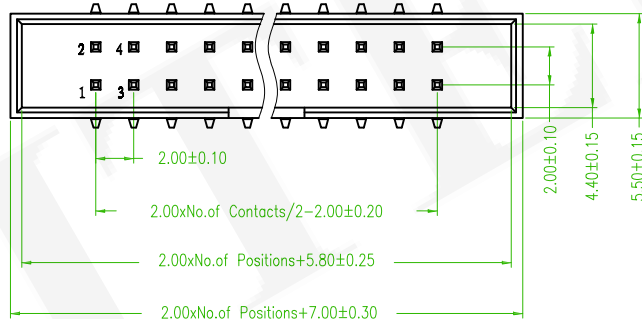 2 4
1 3
2.00±0.10
2.00xNo.of Contacts/2-2.00±0.20
2.00xNo.of Positions+5.80±0.25
2.00xNo.of Positions+7.00±0.30
2.00±0.10
4.40±0.15
5.50±0.15